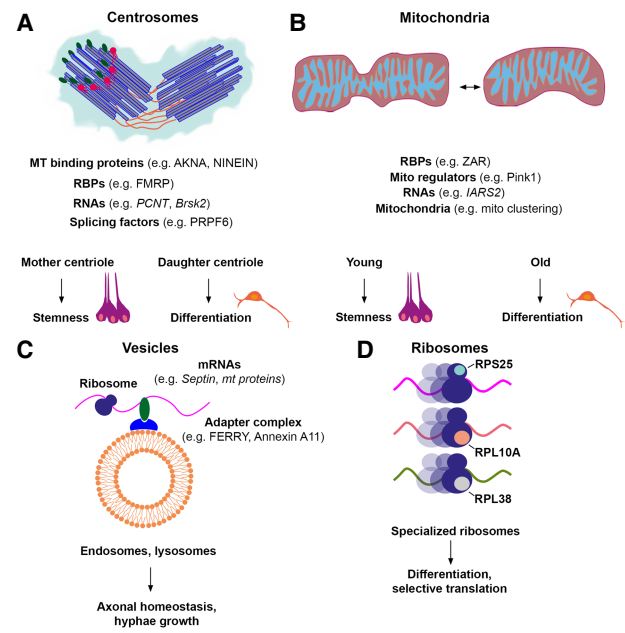 A
Centrosomes
MT binding proteins (e.g. AKNA, NINEIN)
RBPs (e.g. FMRP)
RNAs (e.g. PCNT, Brsk2)
Splicing factors (e.g. PRPF6)
Mother centriole
Daughter centriole
Stemness
Differentiation
B
Mitochondria
RBPs (e.g. ZAR)
Mito regulators (e.g. Pink1)
RNAs (e.g. IARS2)
Mitochondria (e.g. mito clustering)
Young
Old
Stemness
Differentiation
C
Vesicles
mRNAs
(e.g. Septin, mt proteins)
Ribosome
Adapter complex
(e.g. FERRY, Annexin A11)
Endosomes, lysosomes
Axonal homeostasis,
hyphae growth
D
Ribosomes
RPS25
RPL10A
RPL38
Specialized ribosomes
Differentiation,
selective translation